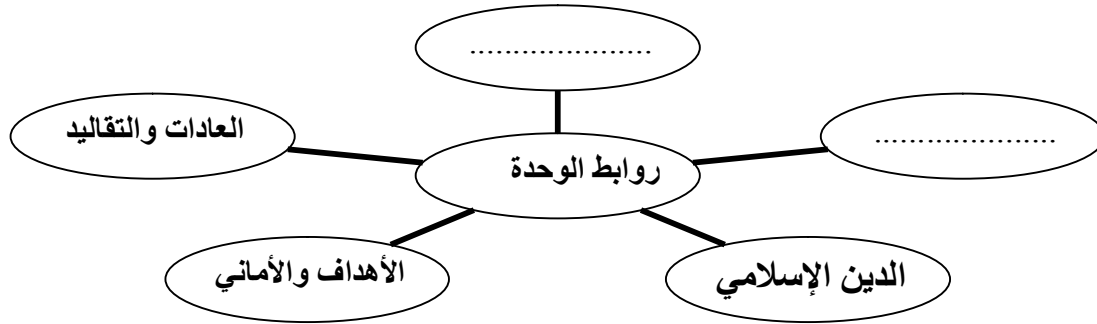 .....................
العادات والتقاليد
.....................
روابط الوحدة
الأهداف والأماني
الدين الإسلامي